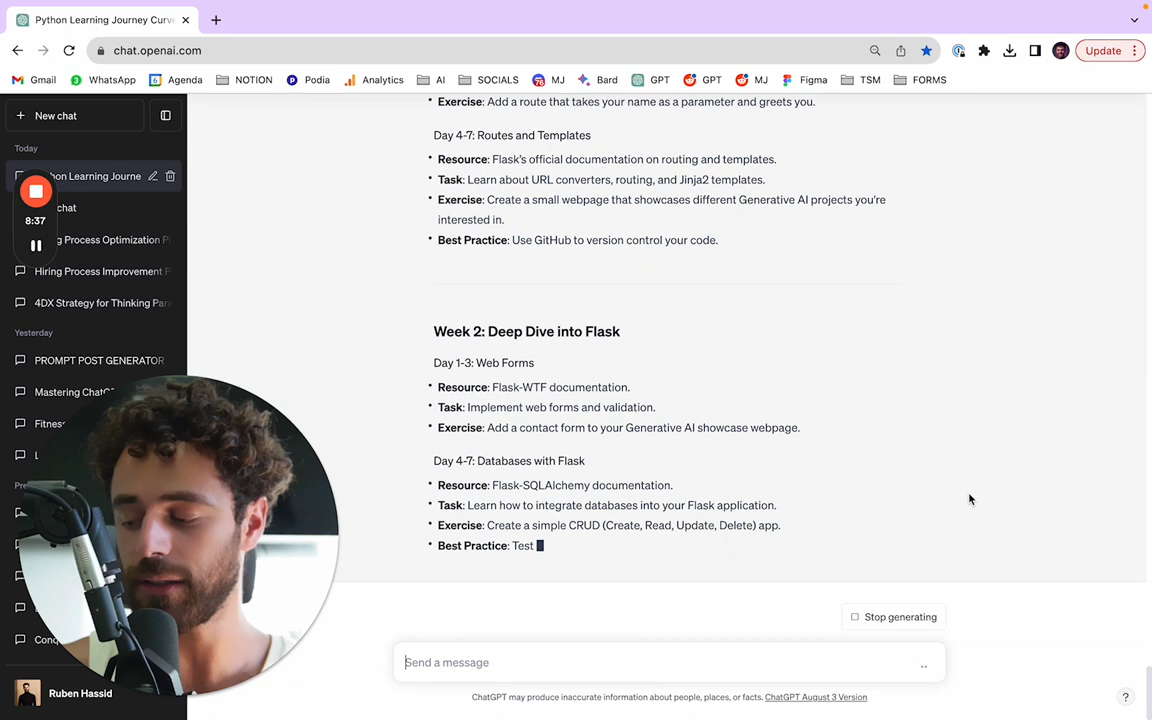 Python Learning Journey Curv
chat.openai.com
Update
Gmail
WhatsApp
Agenda
NOTION
Podia
Analytics
AI
SOCIALS
MJ
Bard
GPT
GPT
MJ
Figma
TSM
FORMS
New chat
Today
hon Learning Journe
8:37
chat
g Process Optimization P
Hiring Process Improvement P
4DX Strategy for Thinking Par
Yesterday
PROMPT POST GENERATOR
Mastering ChatG
Fitnes
Ruben Hassid
Exercise: Add a route that takes your name as a parameter and greets you.
Day 4-7: Routes and Templates
Resource: Flask's official documentation on routing and templates.
Task: Learn about URL converters, routing, and Jinja2 templates.
Exercise: Create a small webpage that showcases different Generative AI projects you're
interested in.
Best Practice: Use GitHub to version control your code.
Week 2: Deep Dive into Flask
Day 1-3: Web Forms
Resource: Flask-WTF documentation.
Task: Implement web forms and validation.
Exercise: Add a contact form to your Generative AI showcase webpage.
Day 4-7: Databases with Flask
Resource: Flask-SQLAlchemy documentation.
Task: Learn how to integrate databases into your Flask application.
Exercise: Create a simple CRUD (Create, Read, Update, Delete) app.
Best Practice: Test
Stop generating
Send a message
ChatGPT may produce inaccurate information about people, places, or facts. ChatGPT August 3 Version
?